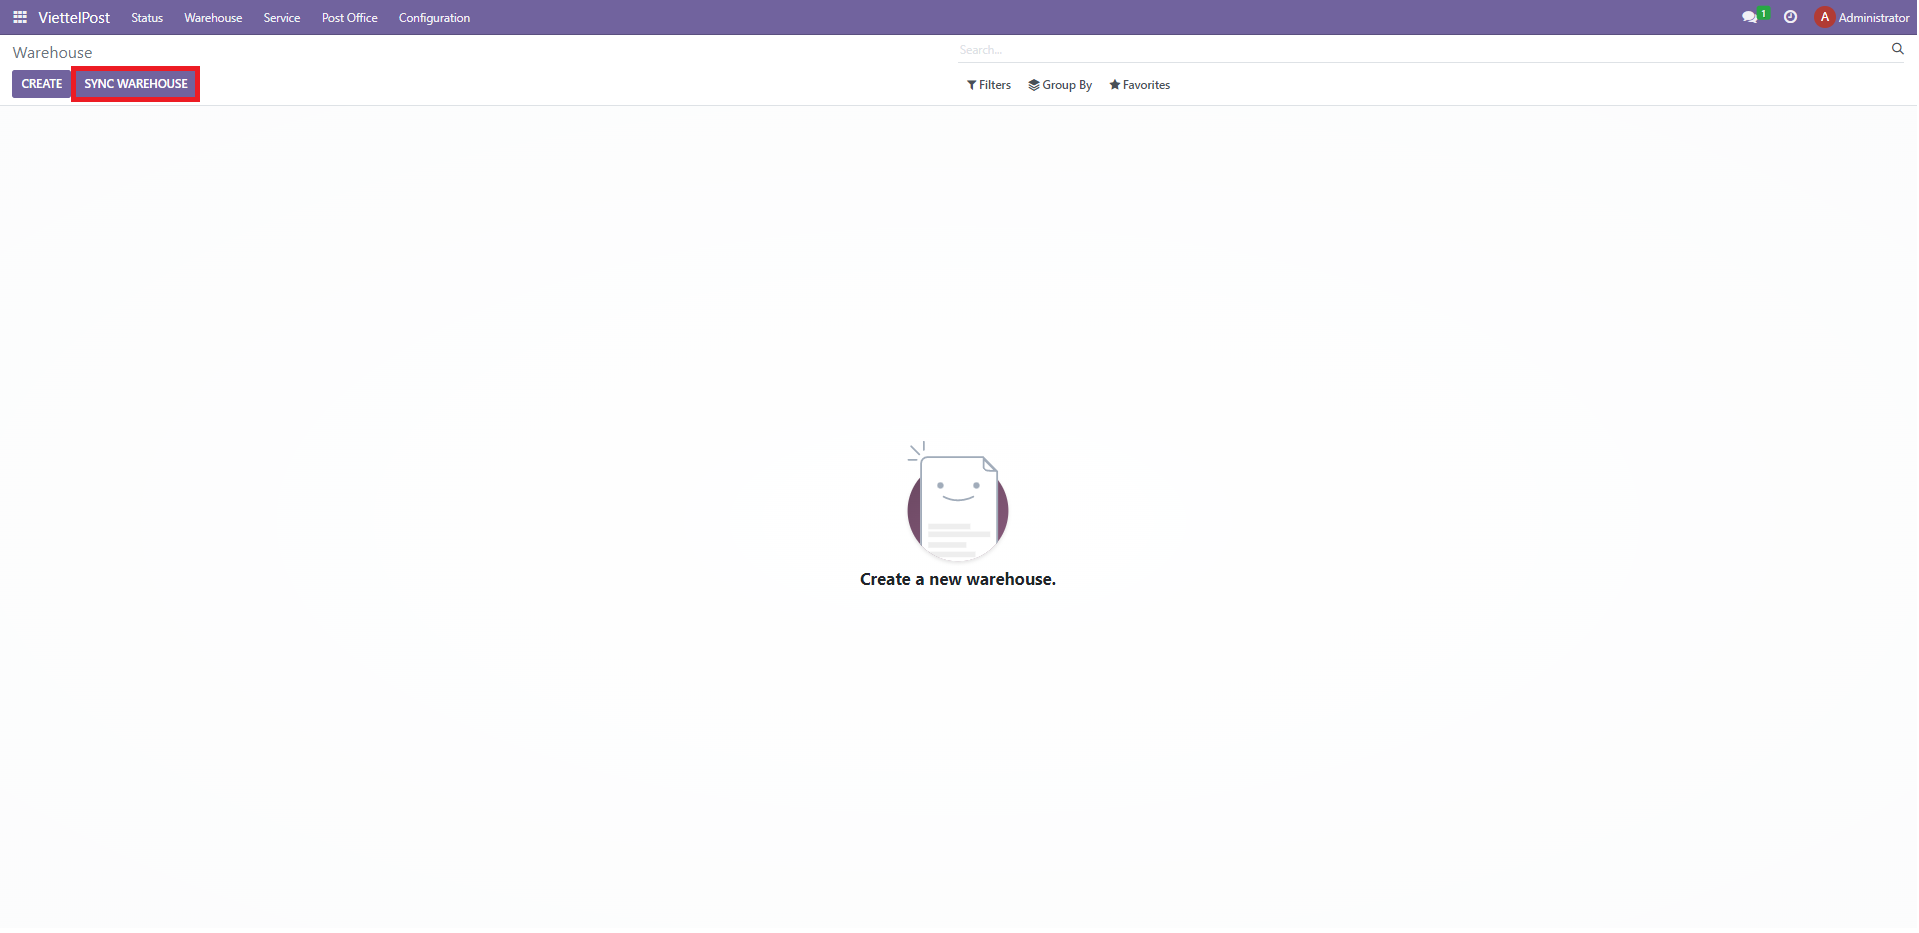 ViettelPost Status Warehouse Service Post Office Configuration 1 A Administrator
Warehouse Search...
CREATE SYNC WAREHOUSE Filters Group By Favorites
Create a new warehouse.